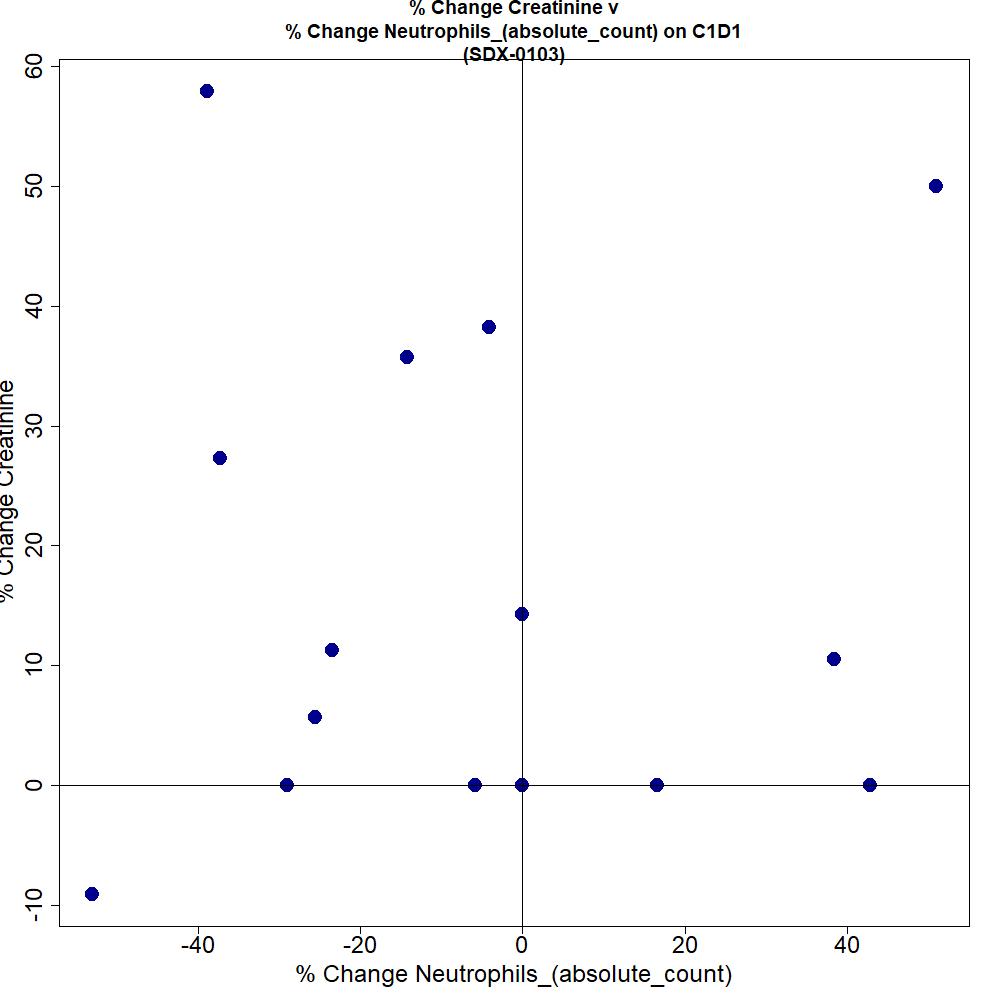 % Change Creatinine v
% Change Neutrophils_(absolute_count) on C1D1
(SDX-0103)
% Change Creatinine
60
50
40
30
20
10
0
-10
-40
-20
0
20
40
% Change Neutrophils_(absolute_count)